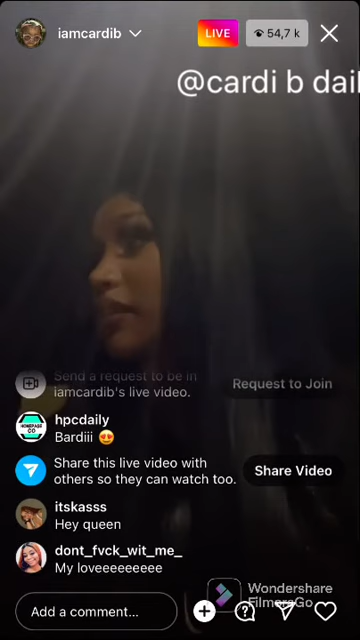 iamcardib
LIVE
54,7 k
@cardi b dail
Send a request to be in
iamcardib's live video.
Request to Join
HOMEPAGE
hpcdaily
Bardiii 😍
Share this live video with
others so they can watch too.
Share Video
itskasss
Hey queen
dont_fvck_wit_me_
My loveeeeeeeee
Wondershare
FilmoraGo
Add a comment...